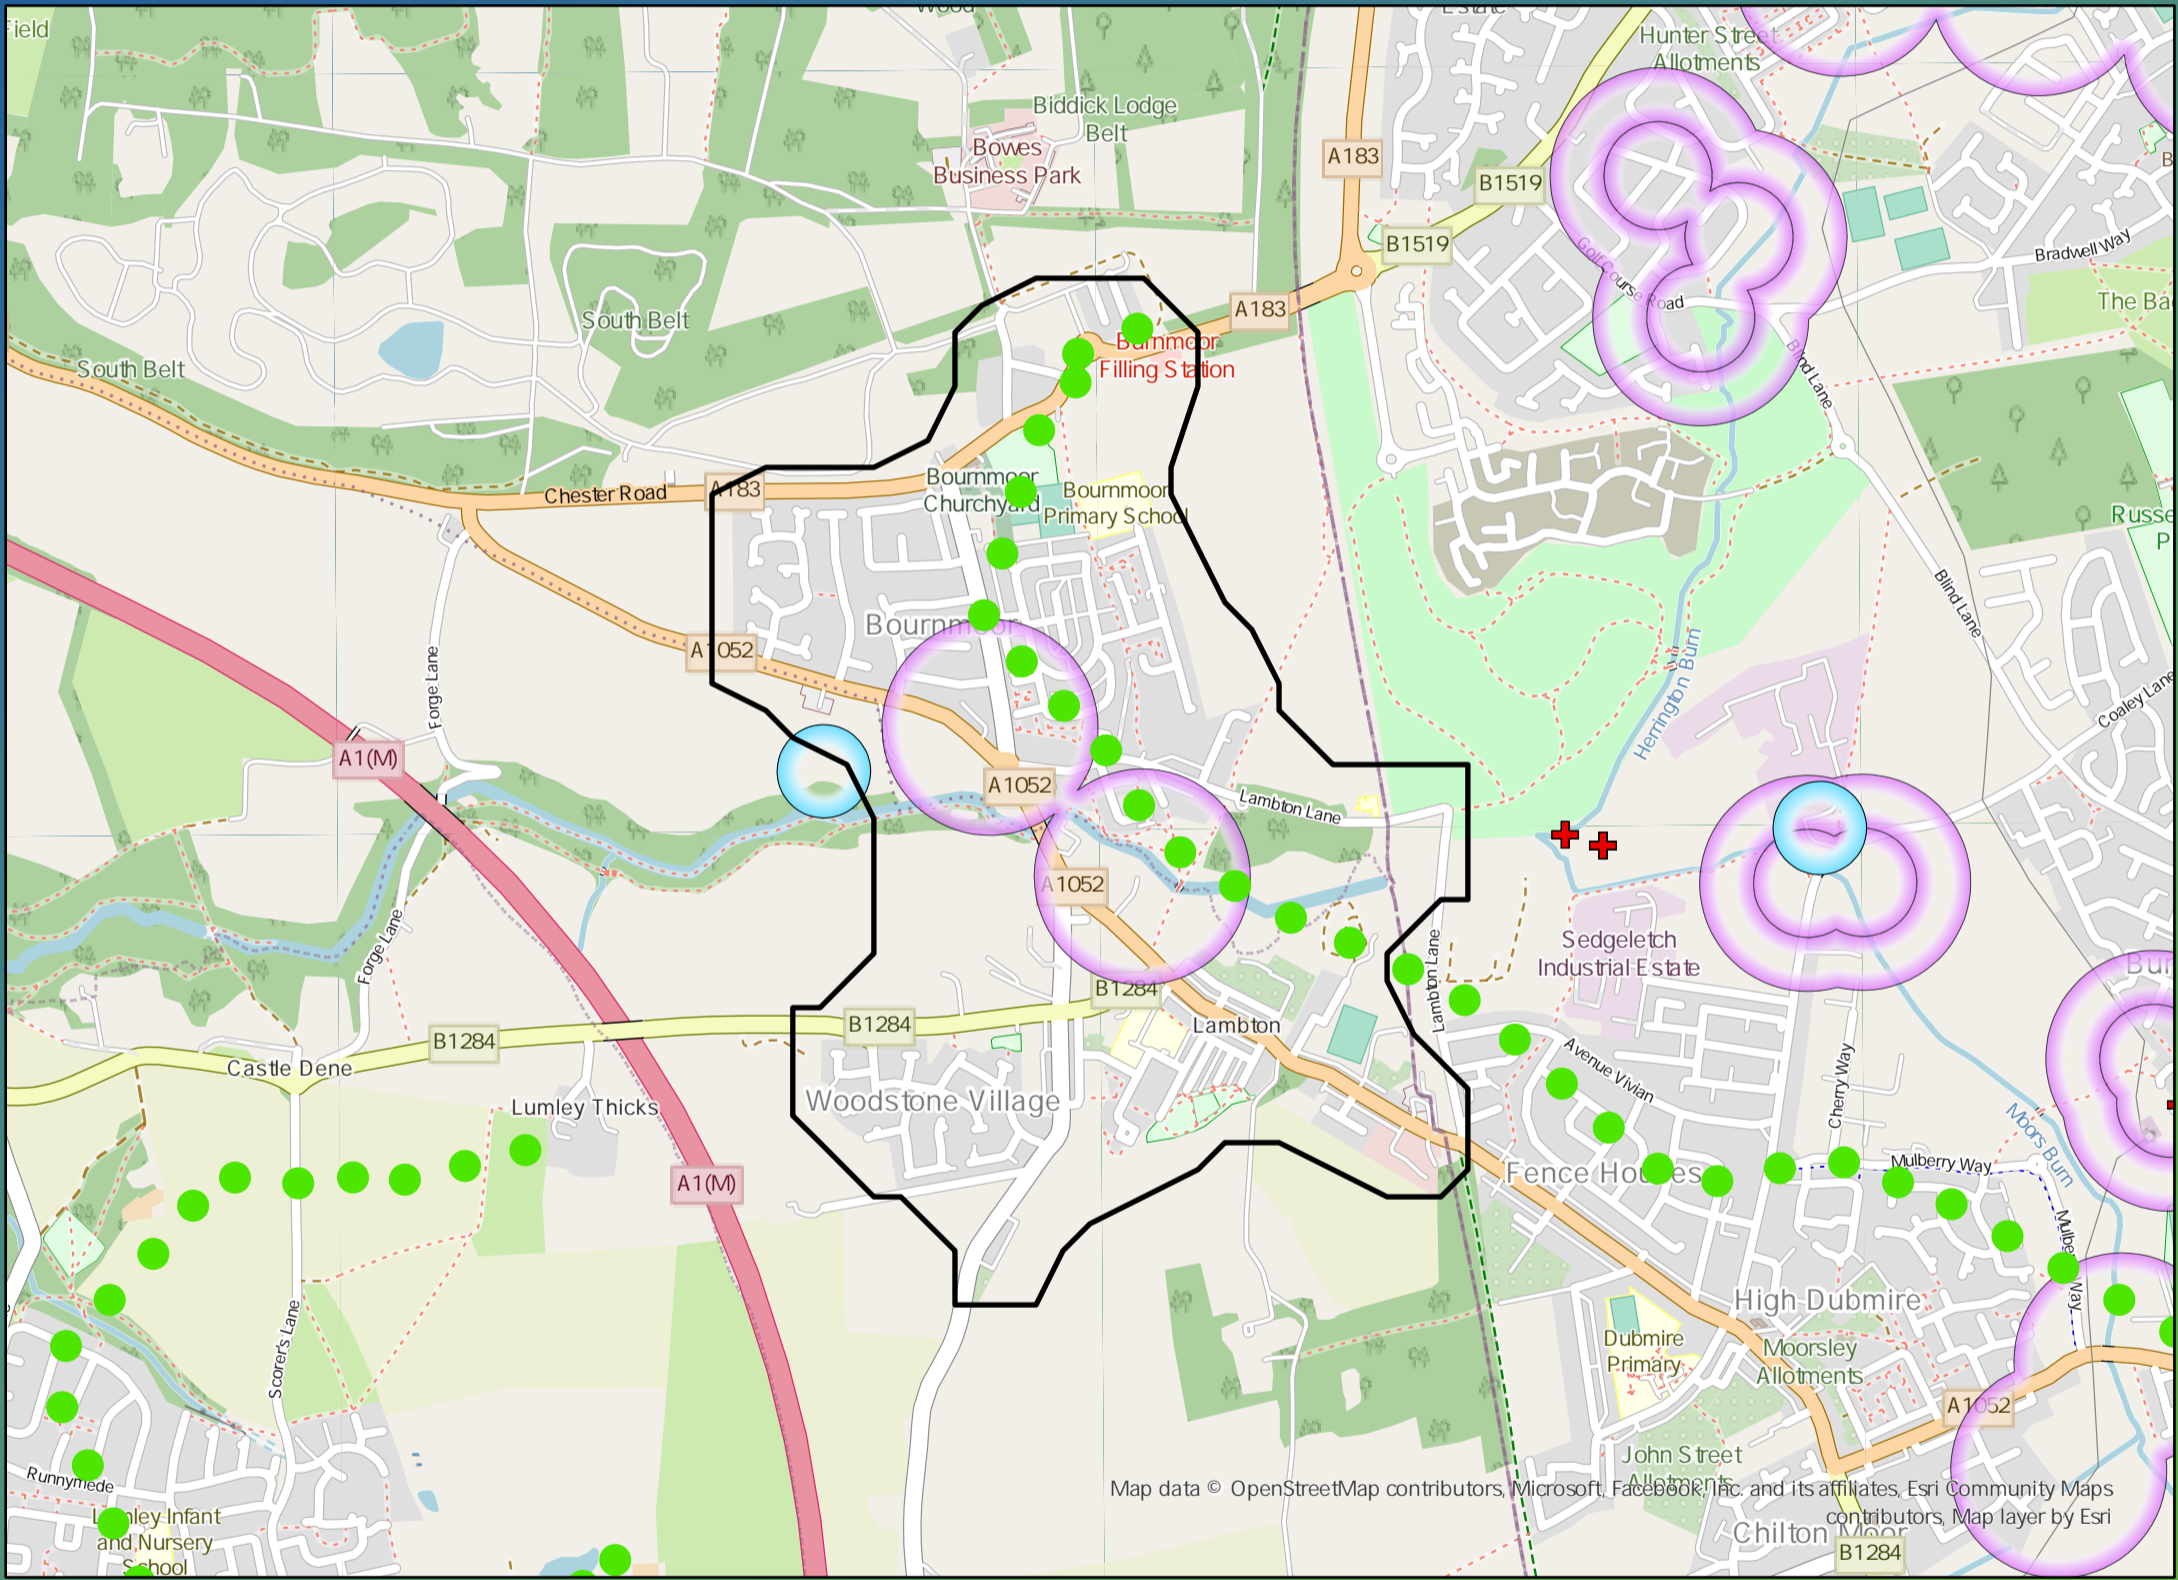 Field
Wood
Estate
Hunter Street
Allotments
Biddick Lodge
Belt
Bowes
Business Park
A183
B1519
B1519
Golf Course Road
Bradwell Way
The Ba
A183
South Belt
South Belt
Burnmoor
Filling Station
Blind Lane
Chester Road
A183
Bournmoor
Churchyard
Bournmoor
Primary School
Russe
P
Blind Lane
Bournmoor
A1052
Forge Lane
Herrington Burn
Coaley Lane
A1(M)
A1052
Lambton Lane
A1052
Forge Lane
Lambton Lane
Sedgeletch
Industrial Estate
Bur
B1284
B1284
B1284
Lambton
Castle Dene
Avenue Vivian
Cherry Way
Woodstone Village
Lumley Thicks
Moors Burn
A1(M)
Fence Houses
Mulberry Way
Mulberry Way
High Dubmire
Scorer's Lane
Dubmire
Primary
Moorsley
Allotments
A1052
John Street
Allotments
Runnymede
Lumley Infant
and Nursery
School
Map data © OpenStreetMap contributors, Microsoft, Facebook, Inc. and its affiliates, Esri Community Maps
contributors, Map layer by Esri
Chilton Moor
B1284